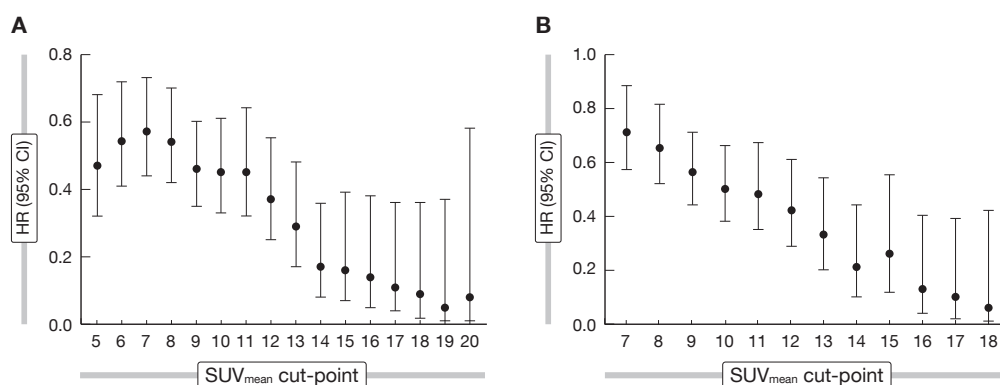 A
HR (95% CI)
0.8
0.6
0.4
0.2
0.0
5 6 7 8 9 10 11 12 13 14 15 16 17 18 19 20
SUVmean cut-point
B
HR (95% CI)
1.0
0.8
0.6
0.4
0.2
0.0
7 8 9 10 11 12 13 14 15 16 17 18
SUVmean cut-point